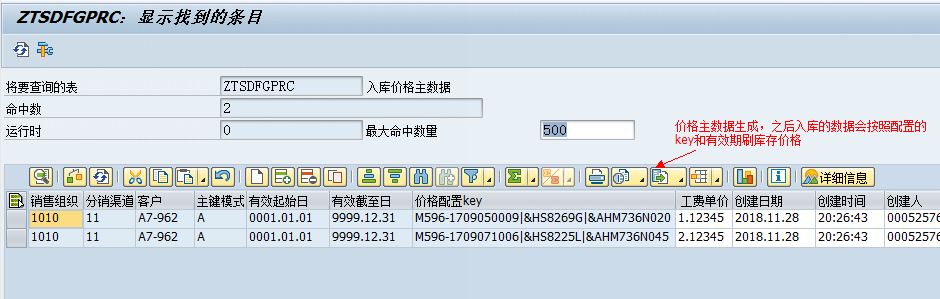 ZTSDFGPRC: 显示找到的条目
将要查询的表 ZTSDFGPRC 入库价格主数据
命中数 2
运行时 0 最大命中数量 500
价格主数据生成，之后入库的数据会按照配置的
key和有效期刷库存价格
详细信息
销售组织 分销渠道 客户 主键模式 有效起始日 有效截至日 价格配置key 工费单价 创建日期 创建时间 创建人
1010 11 A7-962 A 0001.01.01 9999.12.31 M596-1709050009|&HS8269G|&AHM736N020 1.12345 2018.11.28 20:26:43 00052576
1010 11 A7-962 A 0001.01.01 9999.12.31 M596-1709071006|&HS8225L|&AHM736N045 2.12345 2018.11.28 20:26:43 00052576